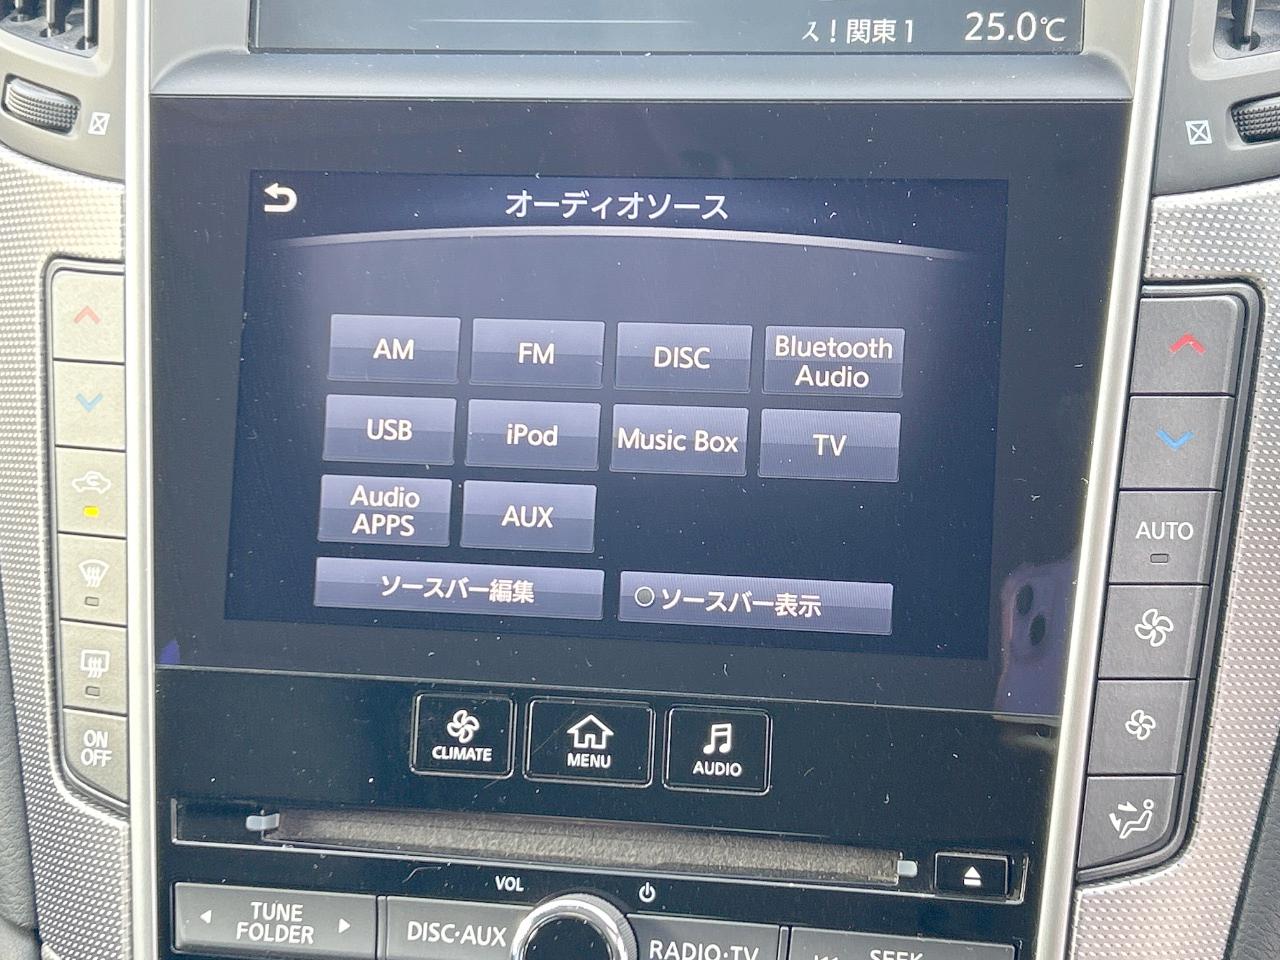 ス！関東1 25.0℃
オーディオソース
AM FM DISC Bluetooth Audio
USB iPod Music Box TV
Audio APPS AUX
ソースバー編集 ソースバー表示
AUTO
ON OFF
CLIMATE MENU AUDIO
VOL
TUNE FOLDER DISC·AUX RADIO·TV SEEK